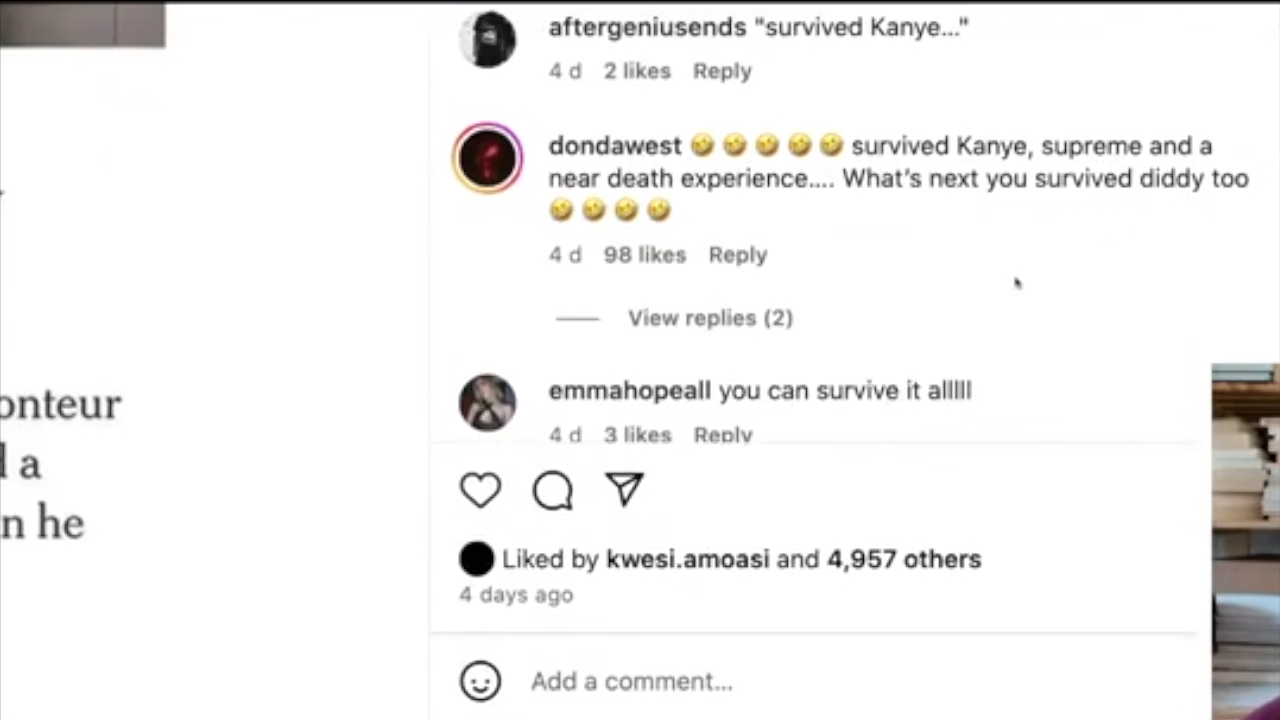 aftergeniusends "survived Kanye..."
4 d 2 likes Reply
dondawest 🤣 🤣 🤣 🤣 🤣 survived Kanye, supreme and a
near death experience.... What's next you survived diddy too
🤣 🤣 🤣 🤣
4 d 98 likes Reply
View replies (2)
emmahopeall you can survive it alllll
4 d 3 likes Reply
onteur
d a
n he
Liked by kwesi.amoasi and 4,957 others
4 days ago
Add a comment...